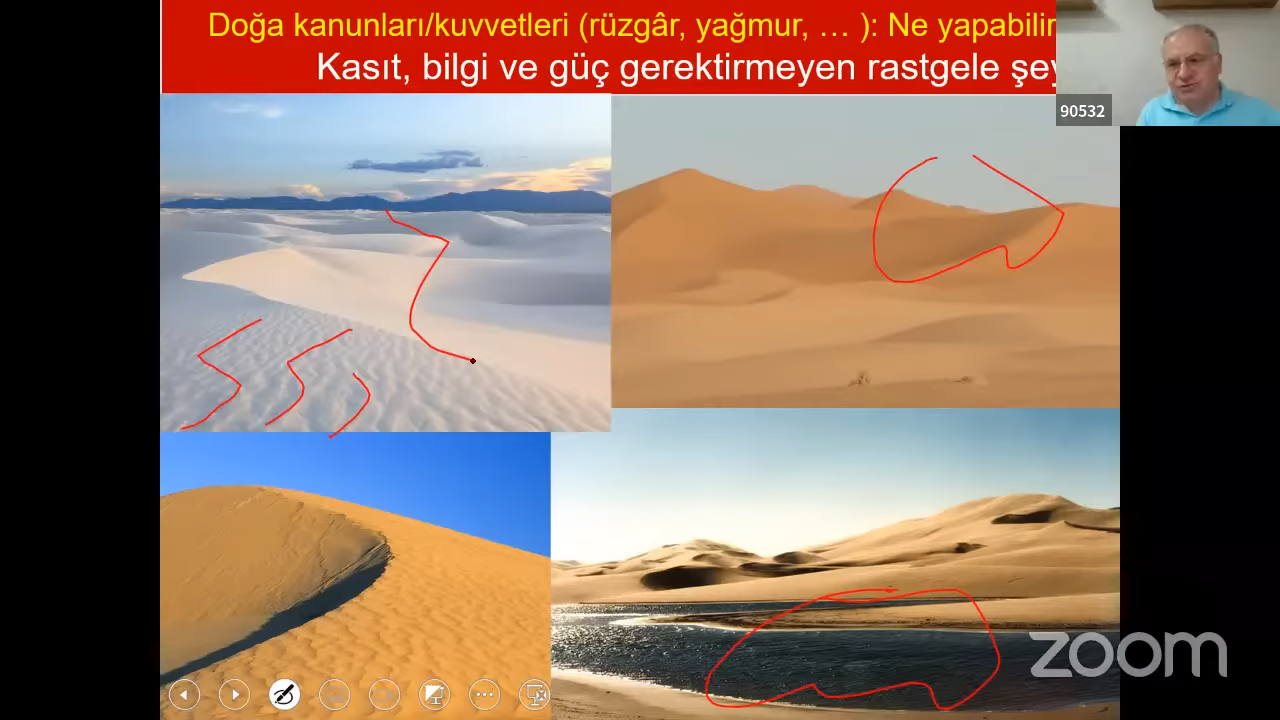 Doğa kanunları/kuvvetleri (rüzgâr, yağmur, … ): Ne yapabilir
Kasıt, bilgi ve güç gerektirmeyen rastgele şey
90532
zoom